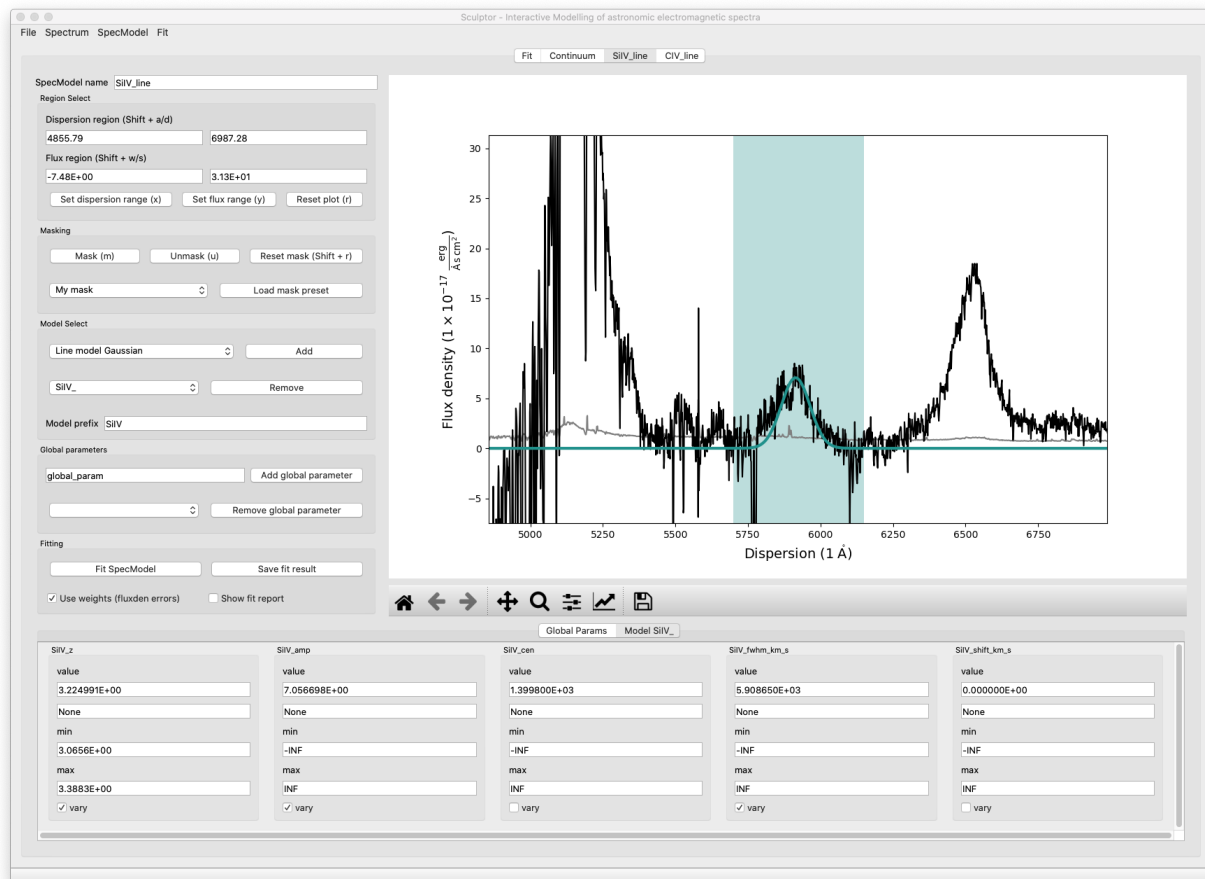 Sculptor - Interactive Modelling of astronomic electromagnetic spectra
File Spectrum SpecModel Fit
Fit Continuum SiIV_line CIV_line
SpecModel name SiIV_line
Region Select
Dispersion region (Shift + a/d)
4855.79 6987.28
Flux region (Shift + w/s)
-7.48E+00 3.13E+01
Set dispersion range (x) Set flux range (y) Reset plot (r)
Masking
Mask (m) Unmask (u) Reset mask (Shift + r)
My mask Load mask preset
Model Select
Line model Gaussian Add
SiIV_ Remove
Model prefix SiIV
Global parameters
global_param Add global parameter
Remove global parameter
Fitting
Fit SpecModel Save fit result
Use weights (fluxden errors) Show fit report
Flux density (1 × 10⁻¹⁷ erg / Å s cm²)
30
25
20
15
10
5
0
−5
5000 5250 5500 5750 6000 6250 6500 6750
Dispersion (1 Å)
Global Params Model SiIV_
SiIV_z SiIV_amp SiIV_cen SiIV_fwhm_km_s SiIV_shift_km_s
value value value value value
3.224991E+00 7.056698E+00 1.399800E+03 5.908650E+03 0.000000E+00
None None None None None
min min min min min
3.0656E+00 -INF -INF -INF -INF
max max max max max
3.3883E+00 INF INF INF INF
vary vary vary vary vary